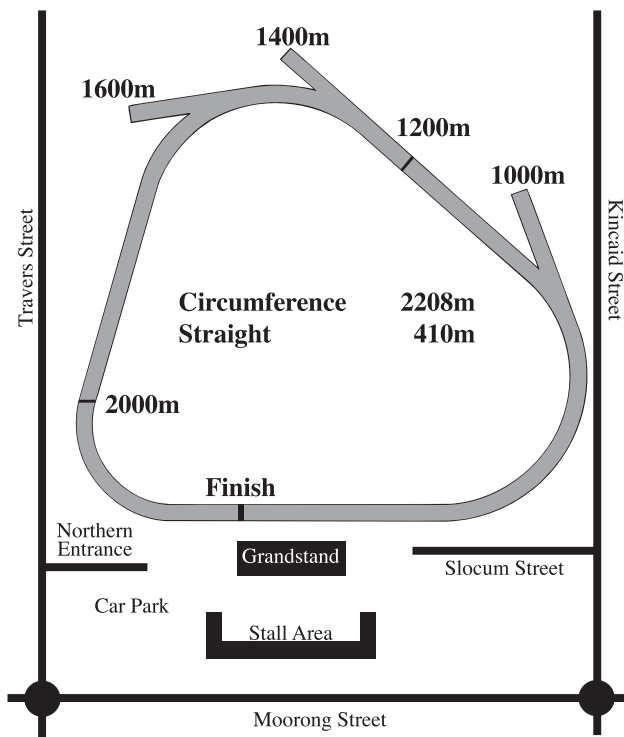 1400m
1600m
1200m
1000m
Travers Street
Kincaid Street
Circumference 2208m
Straight 410m
2000m
Finish
Northern
Entrance
Grandstand
Slocum Street
Car Park
Stall Area
Moorong Street